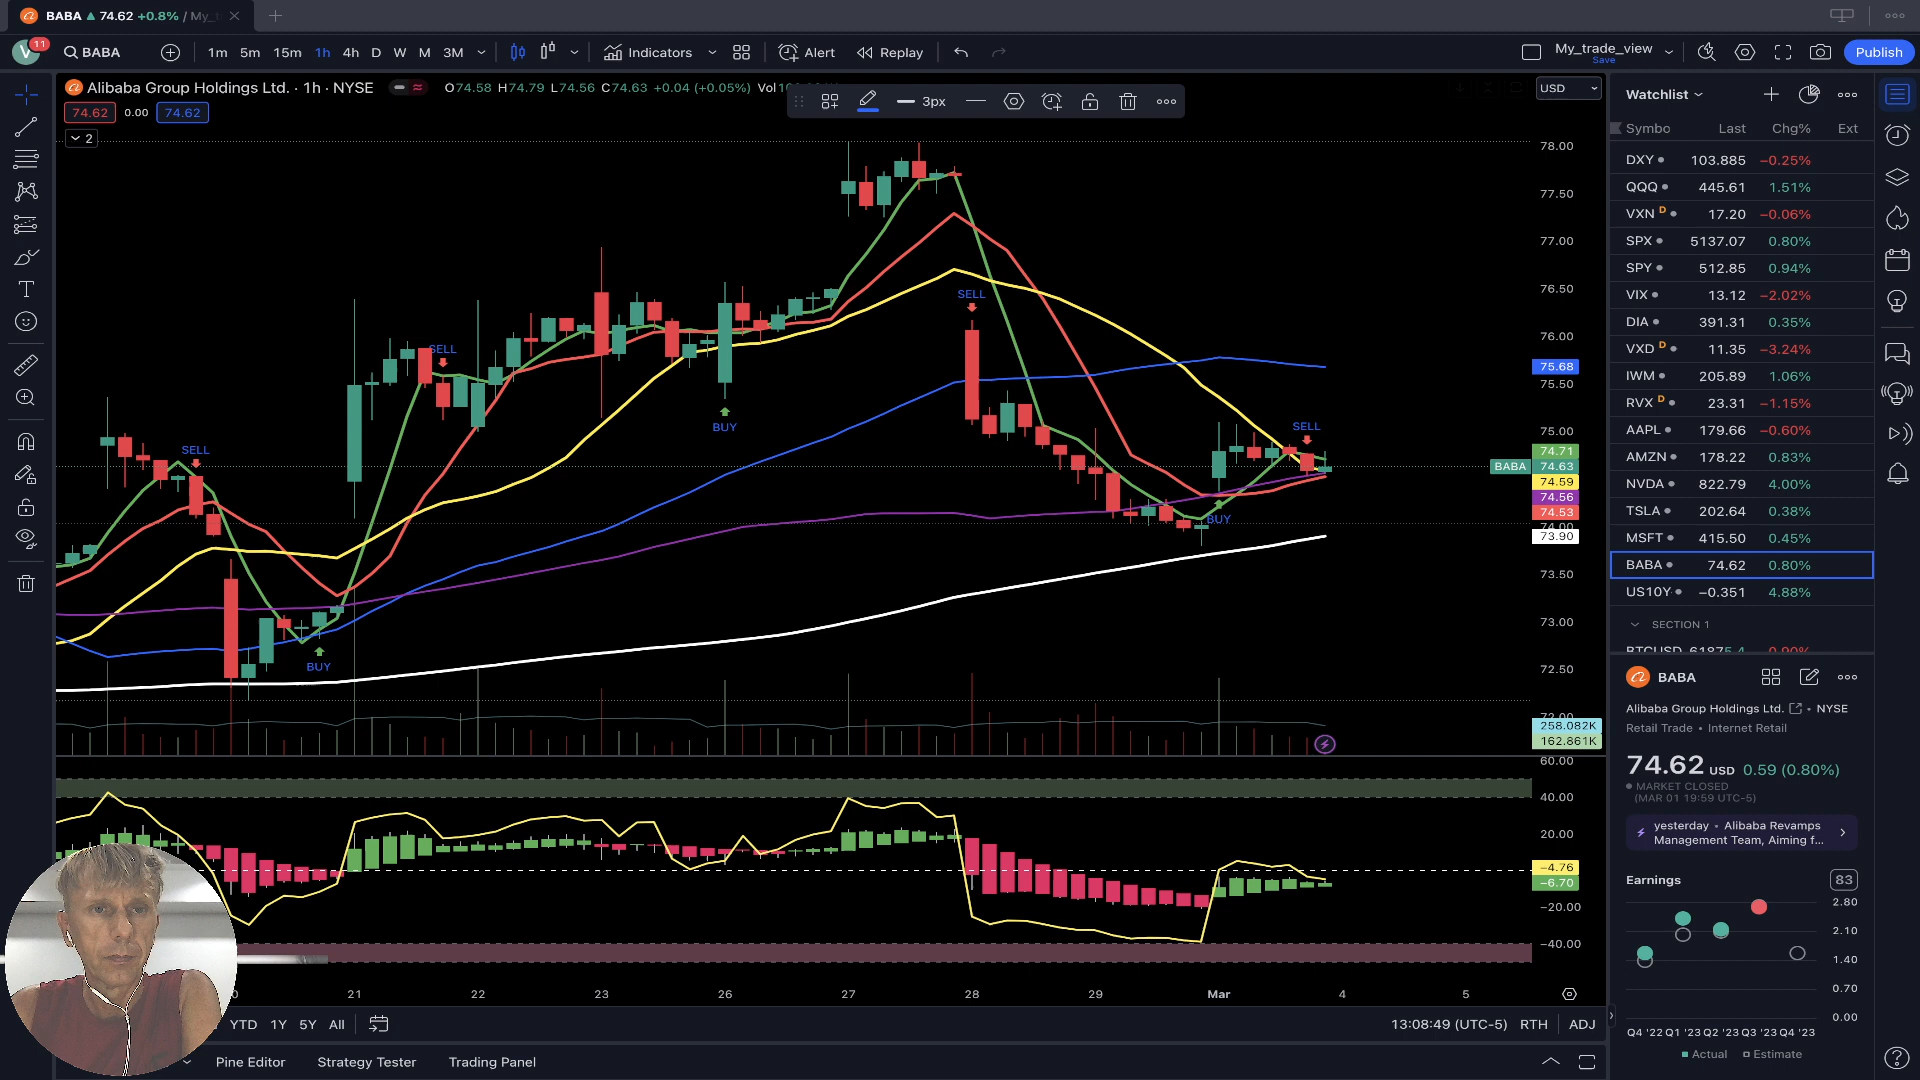 BABA ▲ 74.62 +0.8% / My_t
V 11 BABA 1m 5m 15m 1h 4h D W M 3M Indicators Alert Replay My_trade_view Save Publish
Alibaba Group Holdings Ltd. · 1h · NYSE O74.58 H74.79 L74.56 C74.63 +0.04 (+0.05%) Vol
74.62 0.00 74.62
2
3px
USD
78.00
77.50
77.00
76.50
76.00
75.68
75.50
75.00
74.71
BABA 74.63
74.59
74.56
74.53
74.00
73.90
73.50
73.00
72.50
72.00
258.082K
162.861K
SELL
BUY
SELL
BUY
SELL
BUY
SELL
60.00
40.00
20.00
−4.76
−6.70
−20.00
−40.00
21 22 23 26 27 28 29 Mar 4 5
YTD 1Y 5Y All
13:08:49 (UTC-5) RTH ADJ
Pine Editor Strategy Tester Trading Panel
Watchlist
Symbo Last Chg% Ext
DXY 103.885 −0.25%
QQQ 445.61 1.51%
VXN D 17.20 −0.06%
SPX 5137.07 0.80%
SPY 512.85 0.94%
VIX 13.12 −2.02%
DIA 391.31 0.35%
VXD D 11.35 −3.24%
IWM 205.89 1.06%
RVX D 23.31 −1.15%
AAPL 179.66 −0.60%
AMZN 178.22 0.83%
NVDA 822.79 4.00%
TSLA 202.64 0.38%
MSFT 415.50 0.45%
BABA 74.62 0.80%
US10Y −0.351 4.88%
SECTION 1
BTCUSD 61875.4 0.90%
BABA
Alibaba Group Holdings Ltd. • NYSE
Retail Trade • Internet Retail
74.62 USD 0.59 (0.80%)
MARKET CLOSED
(MAR 01 19:59 UTC-5)
yesterday • Alibaba Revamps
Management Team, Aiming f...
Earnings 83
2.80
2.10
1.40
0.70
0.00
Q4 '22 Q1 '23 Q2 '23 Q3 '23 Q4 '23
Actual Estimate